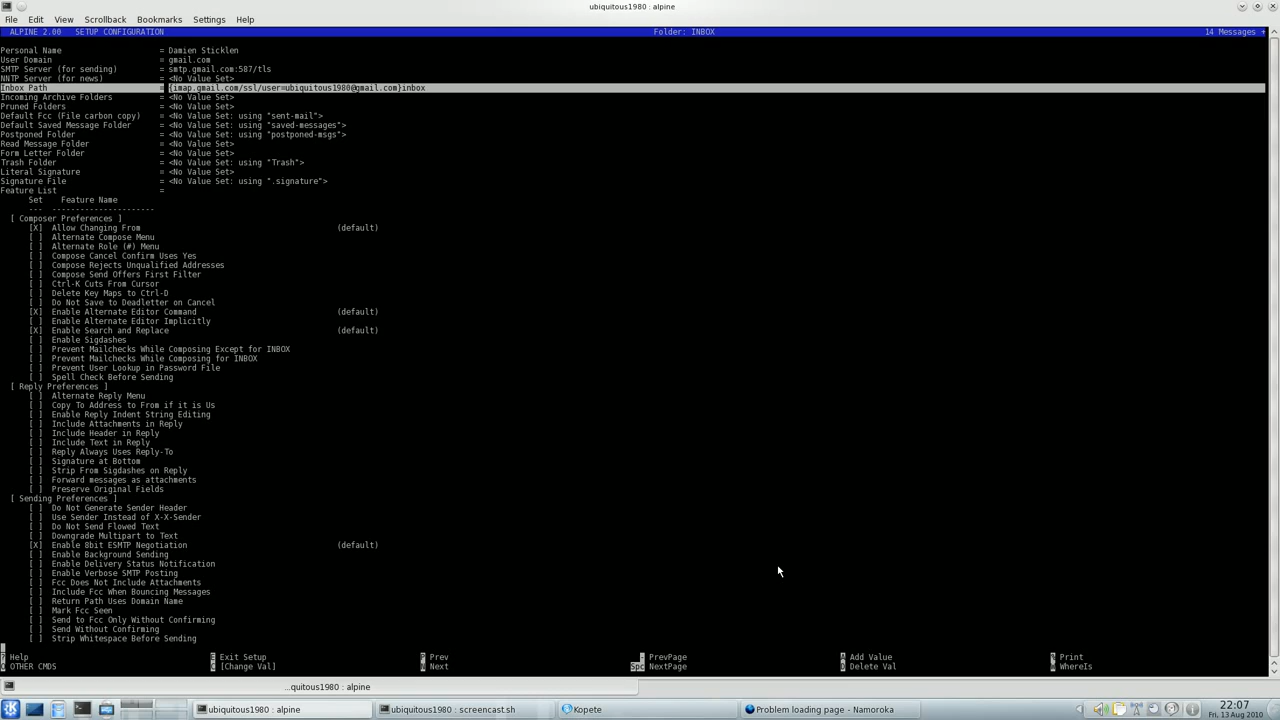 ubiquitous1980 : alpine
File Edit View Scrollback Bookmarks Settings Help
ALPINE 2.00 SETUP CONFIGURATION Folder: INBOX 14 Messages +
Personal Name = Damien Sticklen
User Domain = gmail.com
SMTP Server (for sending) = smtp.gmail.com:587/tls
NNTP Server (for news) = <No Value Set>
Inbox Path = {imap.gmail.com/ssl/user=ubiquitous1980@gmail.com}inbox
Incoming Archive Folders = <No Value Set>
Pruned Folders = <No Value Set>
Default Fcc (File carbon copy) = <No Value Set: using "sent-mail">
Default Saved Message Folder = <No Value Set: using "saved-messages">
Postponed Folder = <No Value Set: using "postponed-msgs">
Read Message Folder = <No Value Set>
Form Letter Folder = <No Value Set>
Trash Folder = <No Value Set: using "Trash">
Literal Signature = <No Value Set>
Signature File = <No Value Set: using ".signature">
Feature List =
Set Feature Name
--- ----------------------
[ Composer Preferences ]
[X] Allow Changing From (default)
[ ] Alternate Compose Menu
[ ] Alternate Role (#) Menu
[ ] Compose Cancel Confirm Uses Yes
[ ] Compose Rejects Unqualified Addresses
[ ] Compose Send Offers First Filter
[ ] Ctrl-K Cuts From Cursor
[ ] Delete Key Maps to Ctrl-D
[ ] Do Not Save to Deadletter on Cancel
[X] Enable Alternate Editor Command (default)
[ ] Enable Alternate Editor Implicitly
[X] Enable Search and Replace (default)
[ ] Enable Sigdashes
[ ] Prevent Mailchecks While Composing Except for INBOX
[ ] Prevent Mailchecks While Composing for INBOX
[ ] Prevent User Lookup in Password File
[ ] Spell Check Before Sending
[ Reply Preferences ]
[ ] Alternate Reply Menu
[ ] Copy To Address to From if it is Us
[ ] Enable Reply Indent String Editing
[ ] Include Attachments in Reply
[ ] Include Header in Reply
[ ] Include Text in Reply
[ ] Reply Always Uses Reply-To
[ ] Signature at Bottom
[ ] Strip From Sigdashes on Reply
[ ] Forward messages as attachments
[ ] Preserve Original Fields
[ Sending Preferences ]
[ ] Do Not Generate Sender Header
[ ] Use Sender Instead of X-X-Sender
[ ] Do Not Send Flowed Text
[ ] Downgrade Multipart to Text
[X] Enable 8bit ESMTP Negotiation (default)
[ ] Enable Background Sending
[ ] Enable Delivery Status Notification
[ ] Enable Verbose SMTP Posting
[ ] Fcc Does Not Include Attachments
[ ] Include Fcc When Bouncing Messages
[ ] Return Path Uses Domain Name
[ ] Mark Fcc Seen
[ ] Send to Fcc Only Without Confirming
[ ] Send Without Confirming
[ ] Strip Whitespace Before Sending
? Help E Exit Setup P Prev - PrevPage A Add Value % Print
O OTHER CMDS C [Change Val] N Next Spc NextPage D Delete Val W WhereIs
...quitous1980 : alpine
ubiquitous1980 : alpine ubiquitous1980 : screencast.sh Kopete Problem loading page - Namoroka 22:07
Fri, 13 Aug 2010